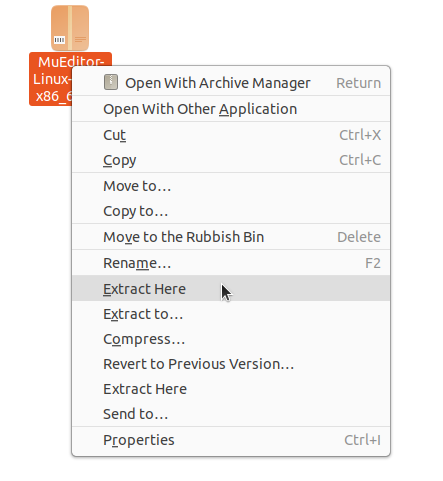 MuEditor-
Linux-
x86_6
Open With Archive Manager Return
Open With Other Application
Cut Ctrl+X
Copy Ctrl+C
Move to…
Copy to…
Move to the Rubbish Bin Delete
Rename… F2
Extract Here
Extract to…
Compress…
Revert to Previous Version…
Extract Here
Send to…
Properties Ctrl+I